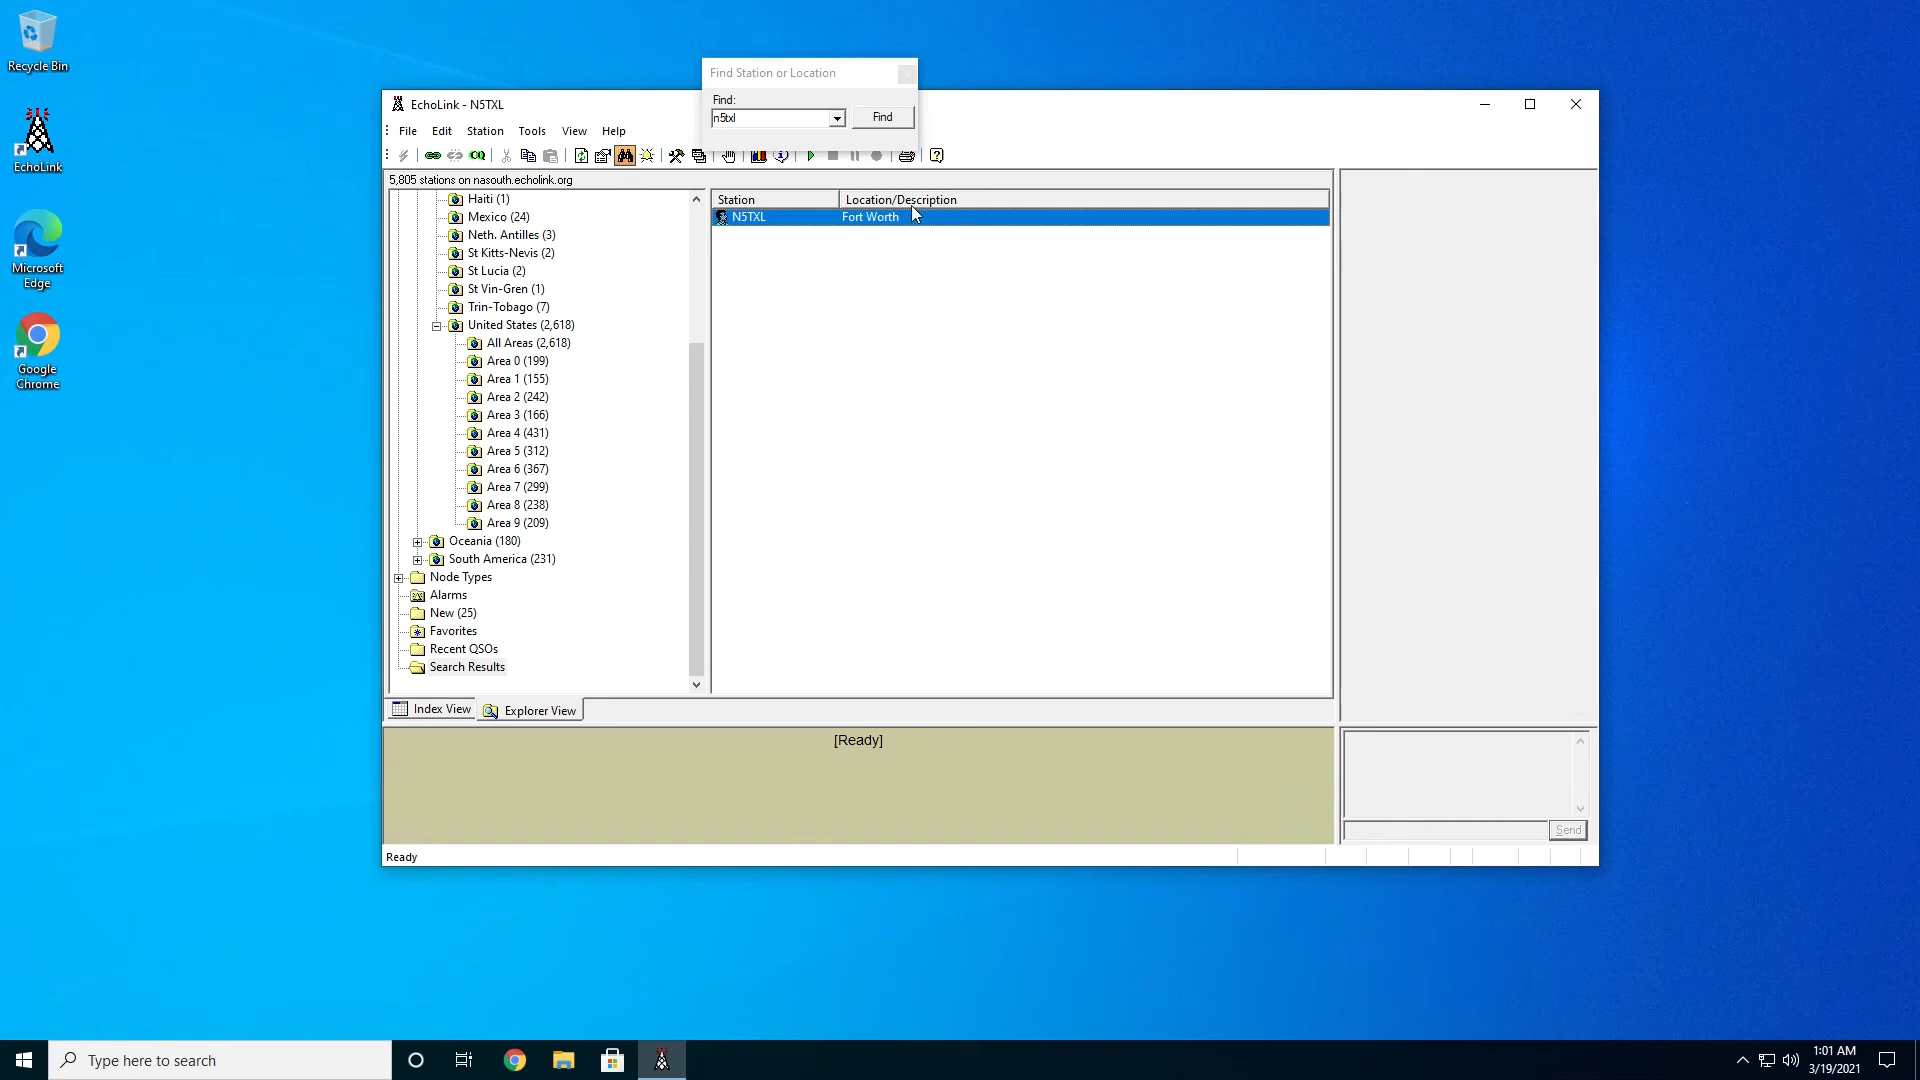 Recycle Bin
EchoLink
Microsoft
Edge
Google
Chrome
Find Station or Location
Find:
n5txl
Find
EchoLink - N5TXL
File Edit Station Tools View Help
CQ
5,805 stations on nasouth.echolink.org
Haiti (1)
Mexico (24)
Neth. Antilles (3)
St Kitts-Nevis (2)
St Lucia (2)
St Vin-Gren (1)
Trin-Tobago (7)
United States (2,618)
All Areas (2,618)
Area 0 (199)
Area 1 (155)
Area 2 (242)
Area 3 (166)
Area 4 (431)
Area 5 (312)
Area 6 (367)
Area 7 (299)
Area 8 (238)
Area 9 (209)
Oceania (180)
South America (231)
Node Types
Alarms
New (25)
Favorites
Recent QSOs
Search Results
Station Location/Description
N5TXL Fort Worth
Index View Explorer View
[Ready]
Send
Ready
Type here to search
1:01 AM
3/19/2021